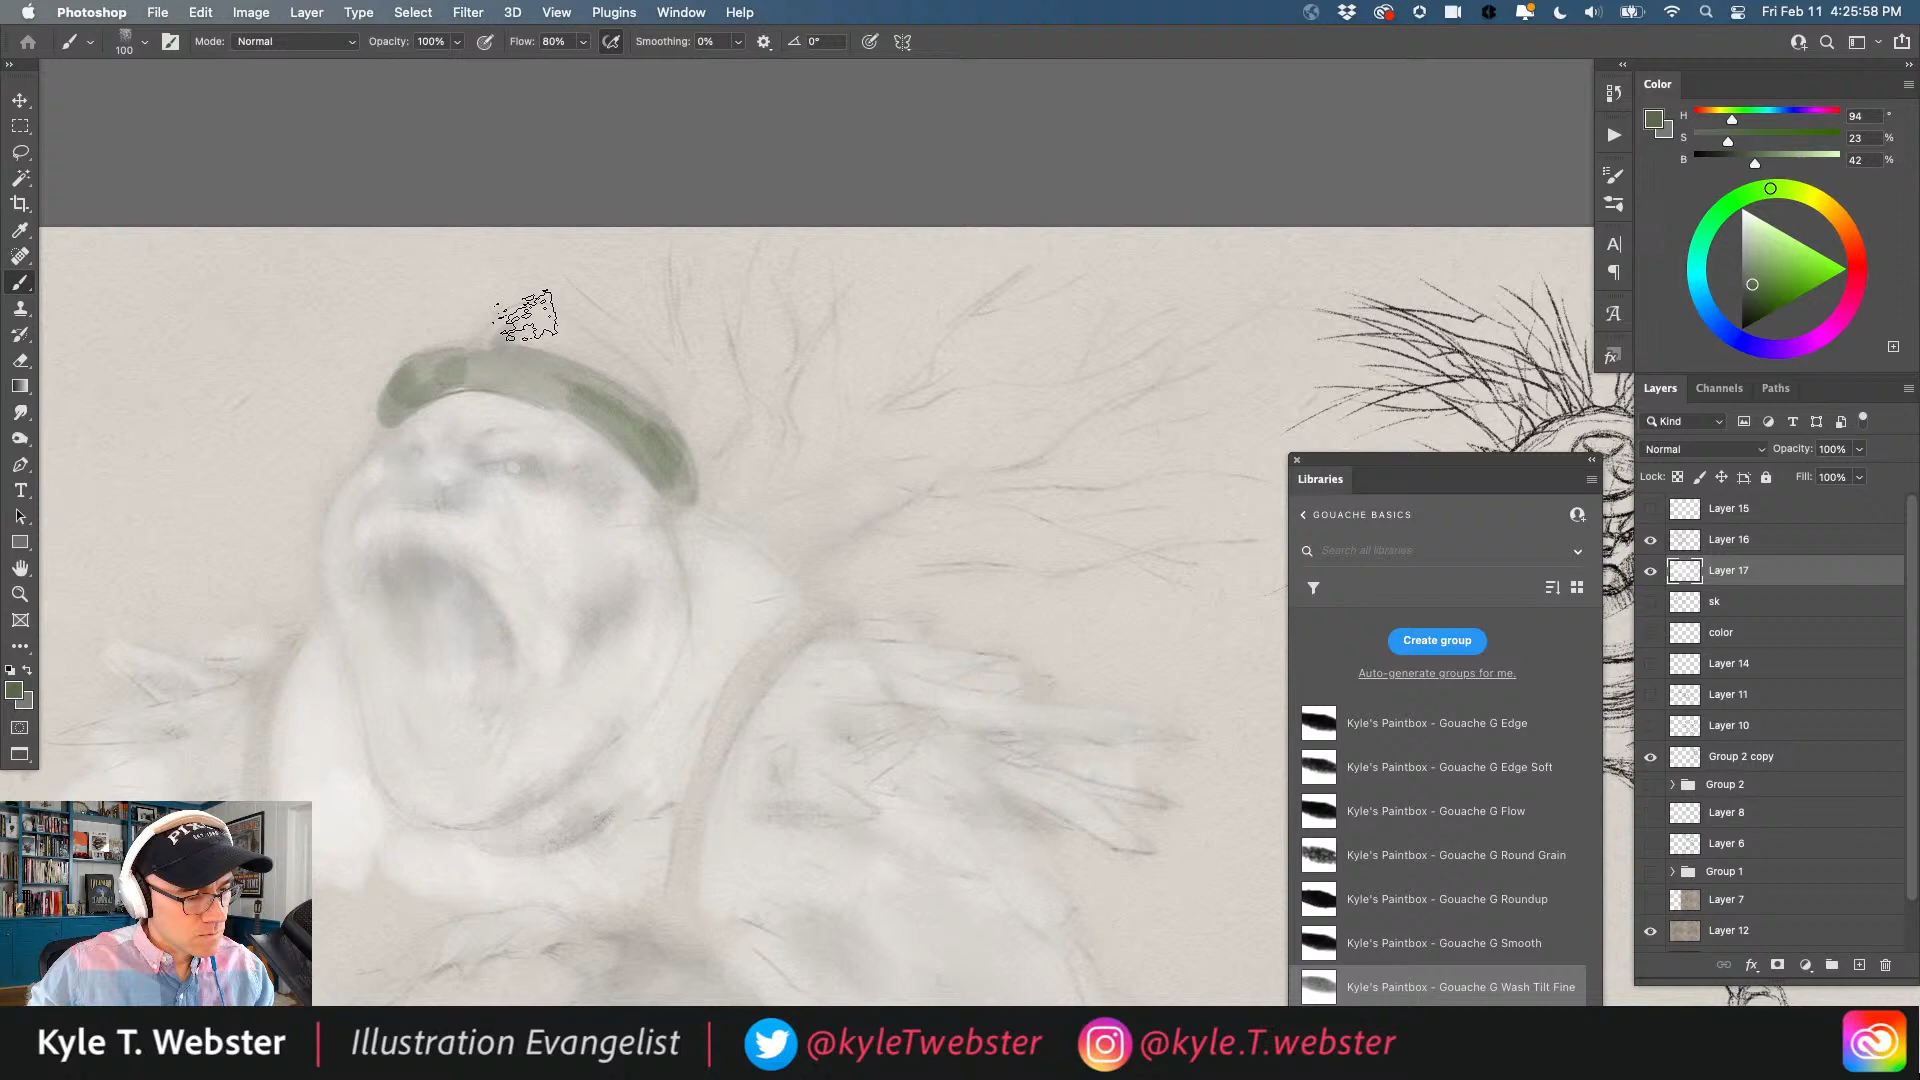 Photoshop File Edit Image Layer Type Select Filter 3D View Plugins Window Help Fri Feb 11 4:25:58 PM
100 Mode: Normal Opacity: 100% Flow: 80% Smoothing: 0% 0°
Color
H 94 °
S 23 %
B 42 %
Layers Channels Paths
Kind
Normal Opacity: 100%
Lock: Fill: 100%
Layer 15
Layer 16
Layer 17
sk
color
Layer 14
Layer 11
Layer 10
Group 2 copy
Group 2
Layer 8
Layer 6
Group 1
Layer 7
Layer 12
Libraries
GOUACHE BASICS
Search all libraries
Create group
Auto-generate groups for me.
Kyle's Paintbox - Gouache G Edge
Kyle's Paintbox - Gouache G Edge Soft
Kyle's Paintbox - Gouache G Flow
Kyle's Paintbox - Gouache G Round Grain
Kyle's Paintbox - Gouache G Roundup
Kyle's Paintbox - Gouache G Smooth
Kyle's Paintbox - Gouache G Wash Tilt Fine
Kyle T. Webster | Illustration Evangelist | @kyleTwebster @kyle.T.webster